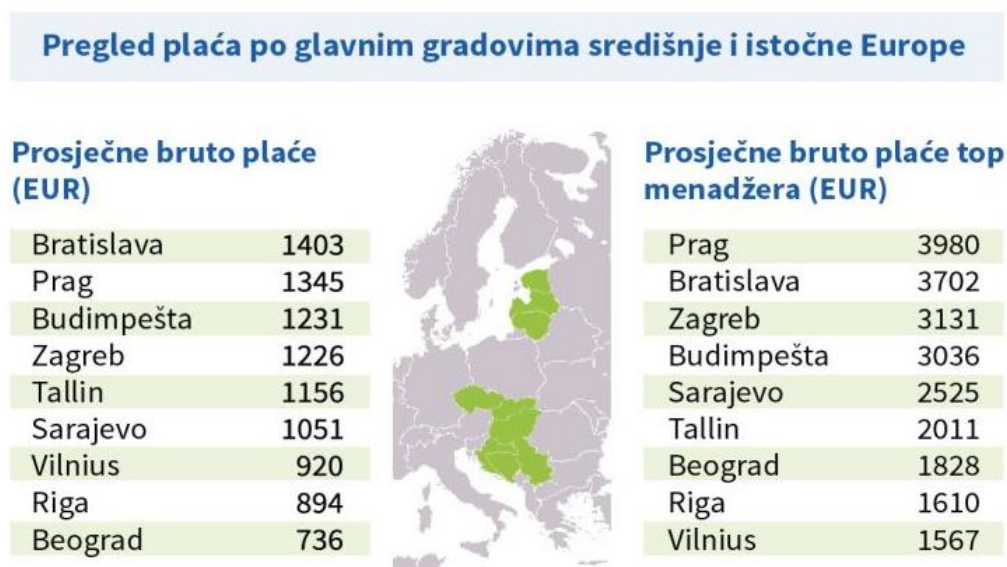 Pregled plaća po glavnim gradovima središnje i istočne Europe
Prosječne bruto plaće
(EUR)
Bratislava 1403
Prag 1345
Budimpešta 1231
Zagreb 1226
Tallin 1156
Sarajevo 1051
Vilnius 920
Riga 894
Beograd 736
Prosječne bruto plaće top
menadžera (EUR)
Prag 3980
Bratislava 3702
Zagreb 3131
Budimpešta 3036
Sarajevo 2525
Tallin 2011
Beograd 1828
Riga 1610
Vilnius 1567